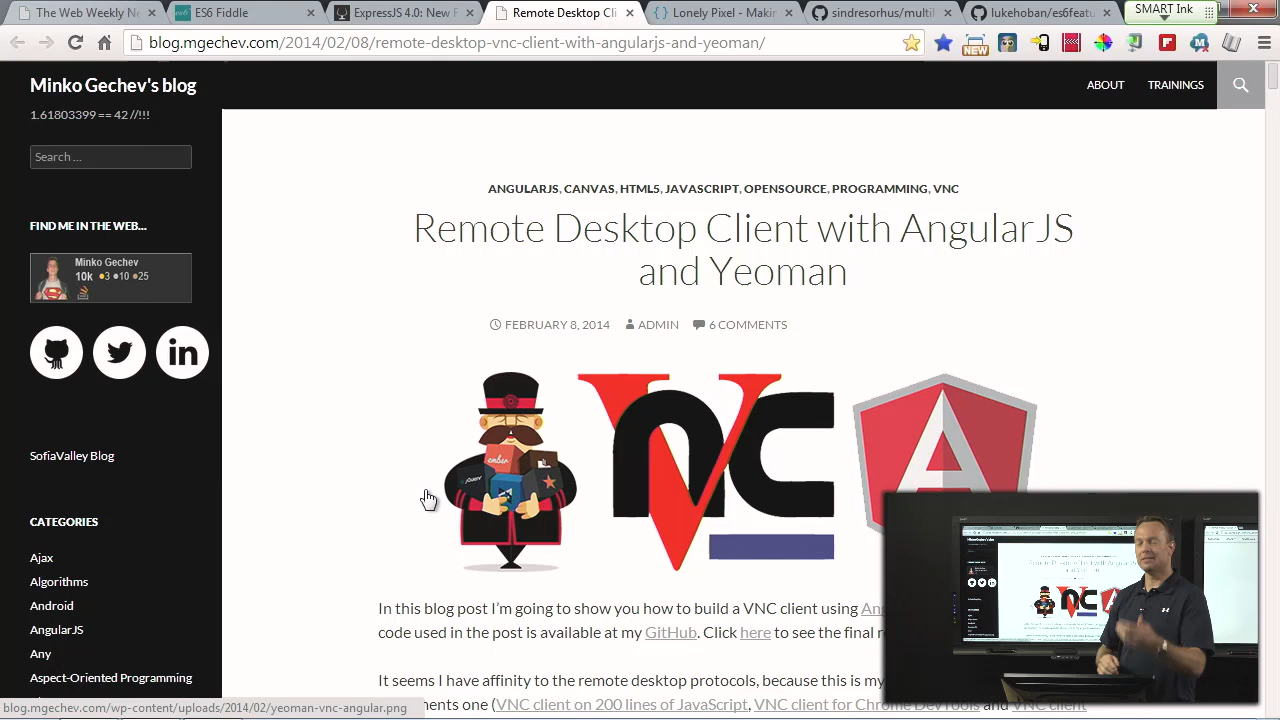 The Web Weekly Ne
ES6 Fiddle
ExpressJS 4.0: New F
Remote Desktop Cli
Lonely Pixel - Makin
sindresorhus/multil
lukehoban/es6featu
SMART Ink
blog.mgechev.com/2014/02/08/remote-desktop-vnc-client-with-angularjs-and-yeoman/
NEW
Minko Gechev's blog
ABOUT
TRAININGS
1.61803399 == 42 //!!!
Search ...
ANGULARJS, CANVAS, HTML5, JAVASCRIPT, OPENSOURCE, PROGRAMMING, VNC
Remote Desktop Client with AngularJS
and Yeoman
FEBRUARY 8, 2014
ADMIN
6 COMMENTS
FIND ME IN THE WEB...
Minko Gechev
10k 3 10 25
in
SofiaValley Blog
CATEGORIES
Ajax
Algorithms
Android
AngularJS
Any
Aspect-Oriented Programming
ember
jQuery
vnc
A
In this blog post I'm going to show you how to build a VNC client using
used in the post is available at my GitHub. Click here to see the final
It seems I have affinity to the remote desktop protocols, because this is my
one (VNC client on 200 lines of JavaScript, VNC client for Chrome DevTools and VNC client
blog.mgechev.com/wp-content/uploads/2014/02/yeoman-vnc-angular.png